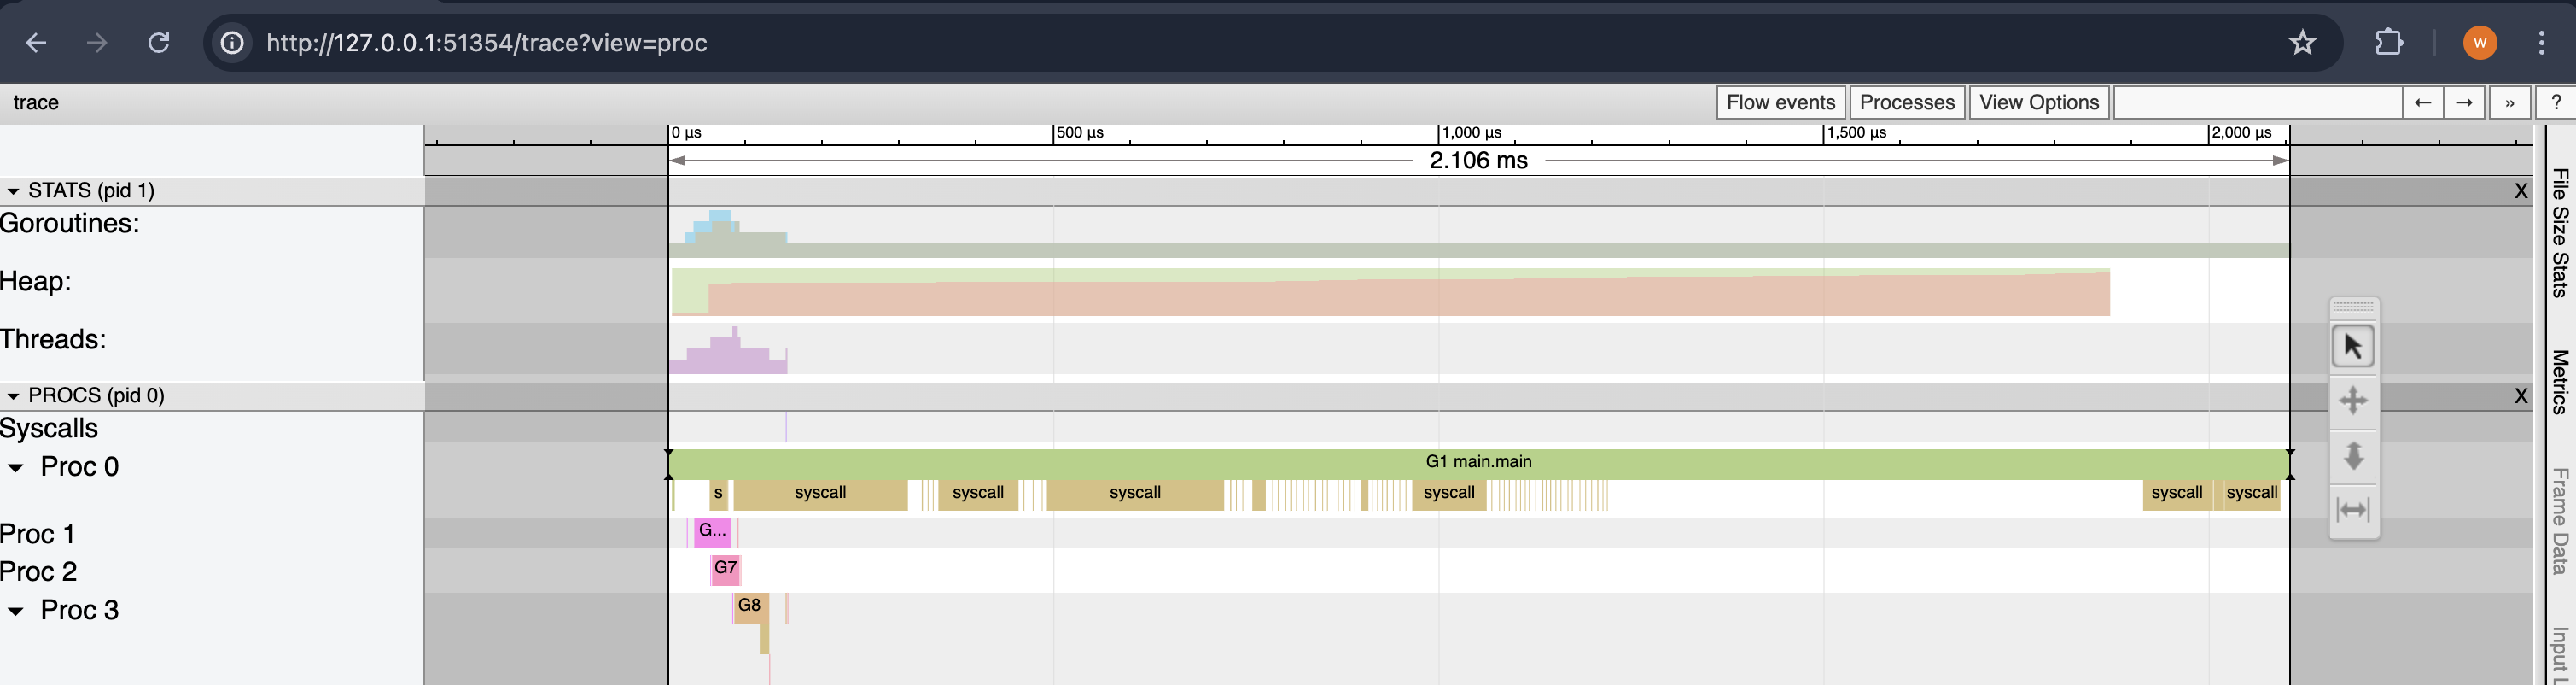 http://127.0.0.1:51354/trace?view=proc
W
trace
Flow events
Processes
View Options
←
→
»
?
0 μs
500 μs
1,000 μs
1,500 μs
2,000 μs
2.106 ms
STATS (pid 1)
X
Goroutines:
Heap:
Threads:
PROCS (pid 0)
X
Syscalls
Proc 0
G1 main.main
s
syscall
syscall
syscall
syscall
syscall
syscall
Proc 1
G...
Proc 2
G7
Proc 3
G8
File Size Stats
Metrics
Frame Data
Input